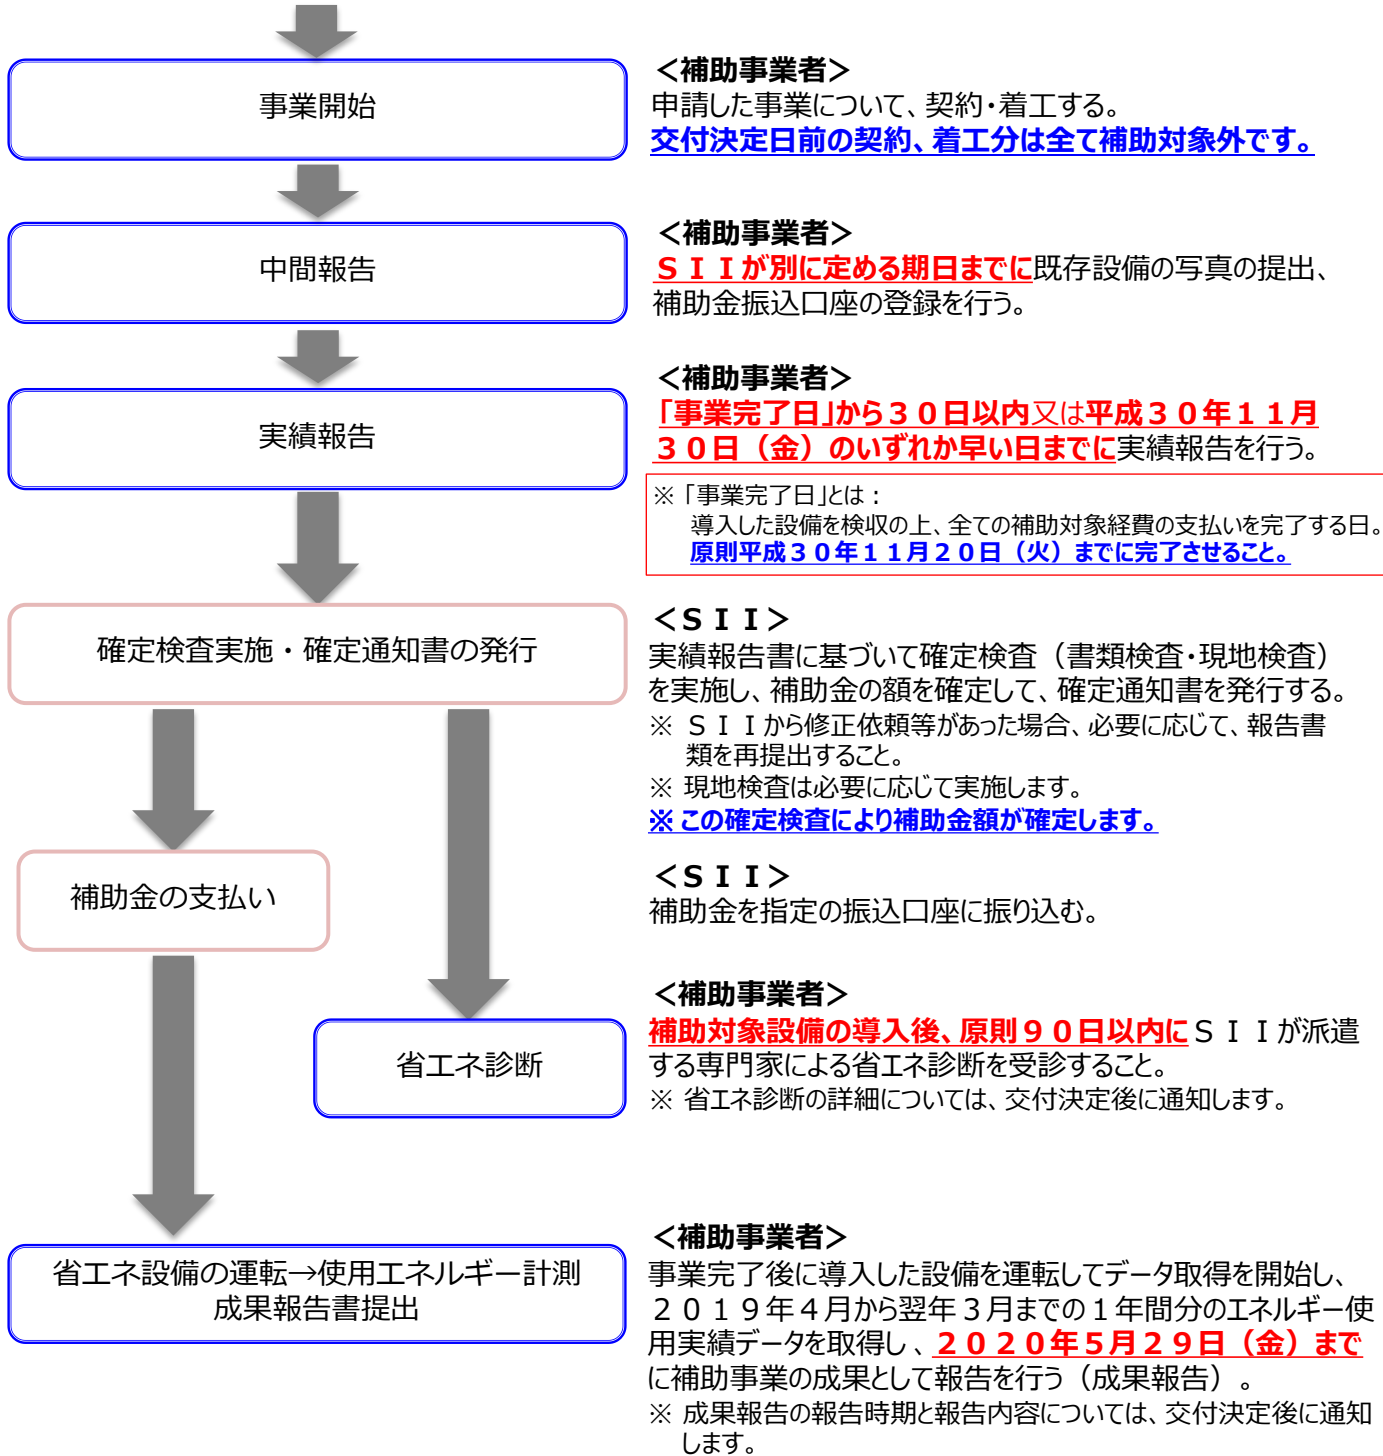 事業開始
<補助事業者>
申請した事業について、契約・着工する。
交付決定日前の契約、着工分は全て補助対象外です。
中間報告
<補助事業者>
ＳＩＩが別に定める期日までに既存設備の写真の提出、
補助金振込口座の登録を行う。
実績報告
<補助事業者>
「事業完了日」から３０日以内又は平成３０年１１月
３０日（金）のいずれか早い日までに実績報告を行う。
※「事業完了日」とは：
導入した設備を検収の上、全ての補助対象経費の支払いを完了する日。
原則平成３０年１１月２０日（火）までに完了させること。
確定検査実施・確定通知書の発行
<ＳＩＩ>
実績報告書に基づいて確定検査（書類検査・現地検査）
を実施し、補助金の額を確定して、確定通知書を発行する。
※ ＳＩＩから修正依頼等があった場合、必要に応じて、報告書
類を再提出すること。
※ 現地検査は必要に応じて実施します。
※ この確定検査により補助金額が確定します。
補助金の支払い
<ＳＩＩ>
補助金を指定の振込口座に振り込む。
省エネ診断
<補助事業者>
補助対象設備の導入後、原則９０日以内にＳＩＩが派遣
する専門家による省エネ診断を受診すること。
※ 省エネ診断の詳細については、交付決定後に通知します。
省エネ設備の運転→使用エネルギー計測
成果報告書提出
<補助事業者>
事業完了後に導入した設備を運転してデータ取得を開始し、
２０１９年４月から翌年３月までの１年間分のエネルギー使
用実績データを取得し、２０２０年５月２９日（金）まで
に補助事業の成果として報告を行う（成果報告）。
※ 成果報告の報告時期と報告内容については、交付決定後に通知
します。